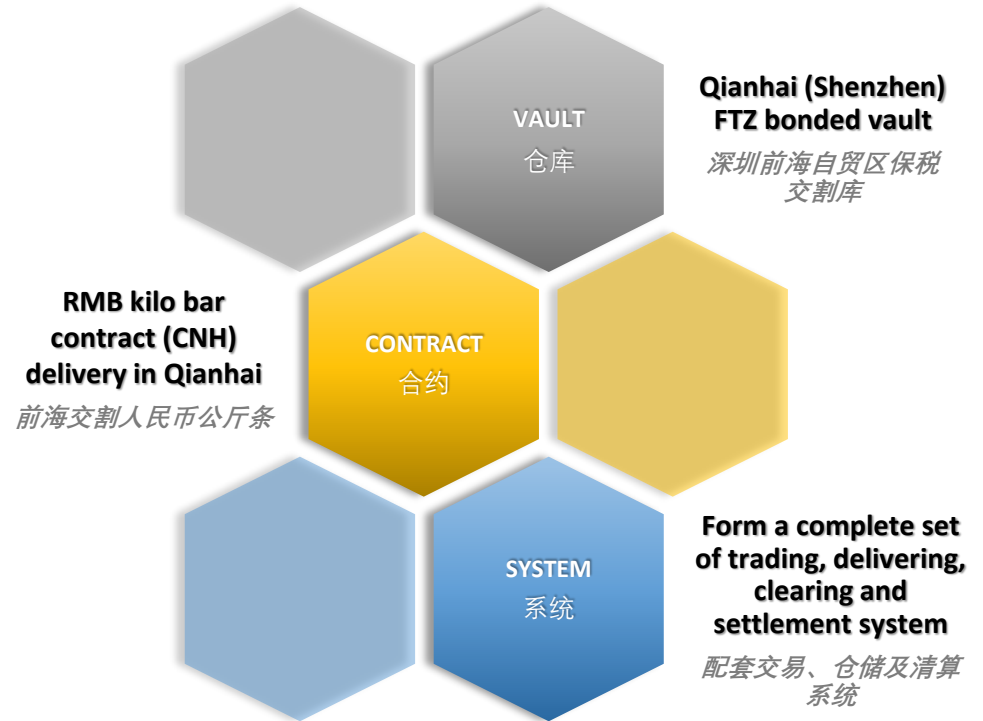 VAULT
仓库
Qianhai (Shenzhen)
FTZ bonded vault
深圳前海自贸区保税
交割库
RMB kilo bar
contract (CNH)
delivery in Qianhai
前海交割人民币公斤条
CONTRACT
合约
SYSTEM
系统
Form a complete set
of trading, delivering,
clearing and
settlement system
配套交易、仓储及清算
系统